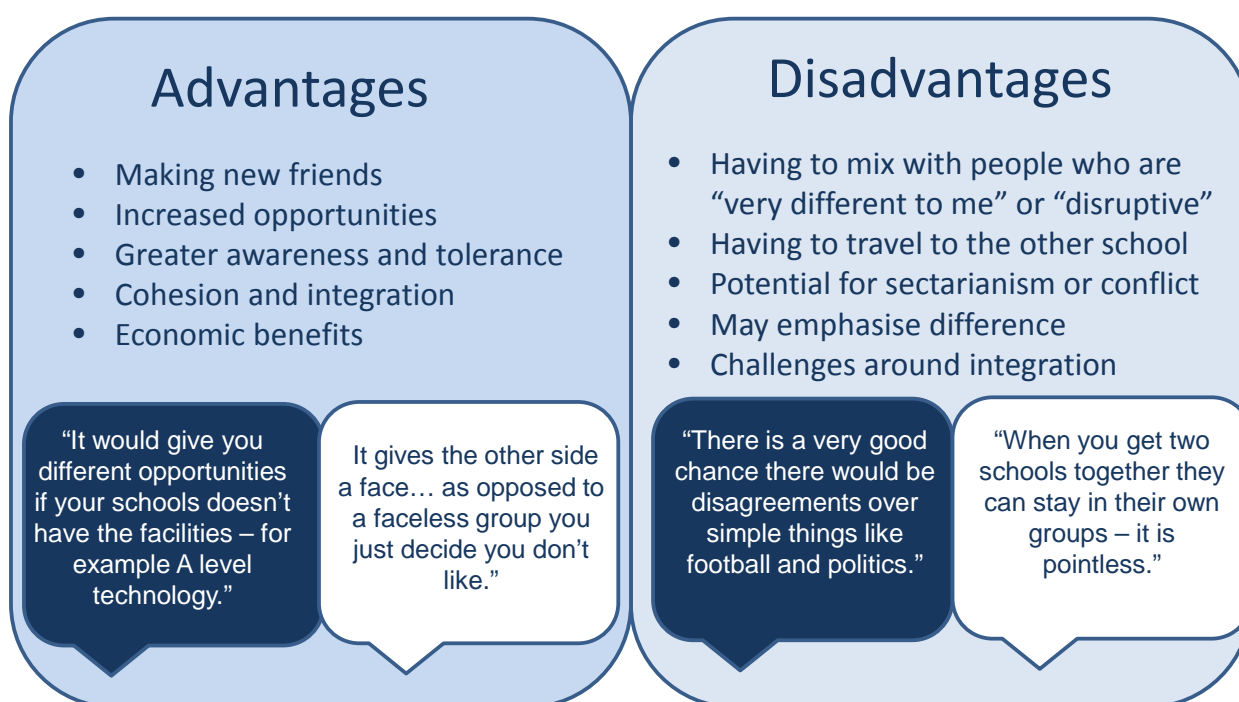 Advantages
• Making new friends
• Increased opportunities
• Greater awareness and tolerance
• Cohesion and integration
• Economic benefits
“It would give you
different opportunities
if your schools doesn’t
have the facilities – for
example A level
technology.”
It gives the other side
a face… as opposed to
a faceless group you
just decide you don’t
like.”
Disadvantages
• Having to mix with people who are
“very different to me” or “disruptive”
• Having to travel to the other school
• Potential for sectarianism or conflict
• May emphasise difference
• Challenges around integration
“There is a very good
chance there would be
disagreements over
simple things like
football and politics.”
“When you get two
schools together they
can stay in their own
groups – it is
pointless.”